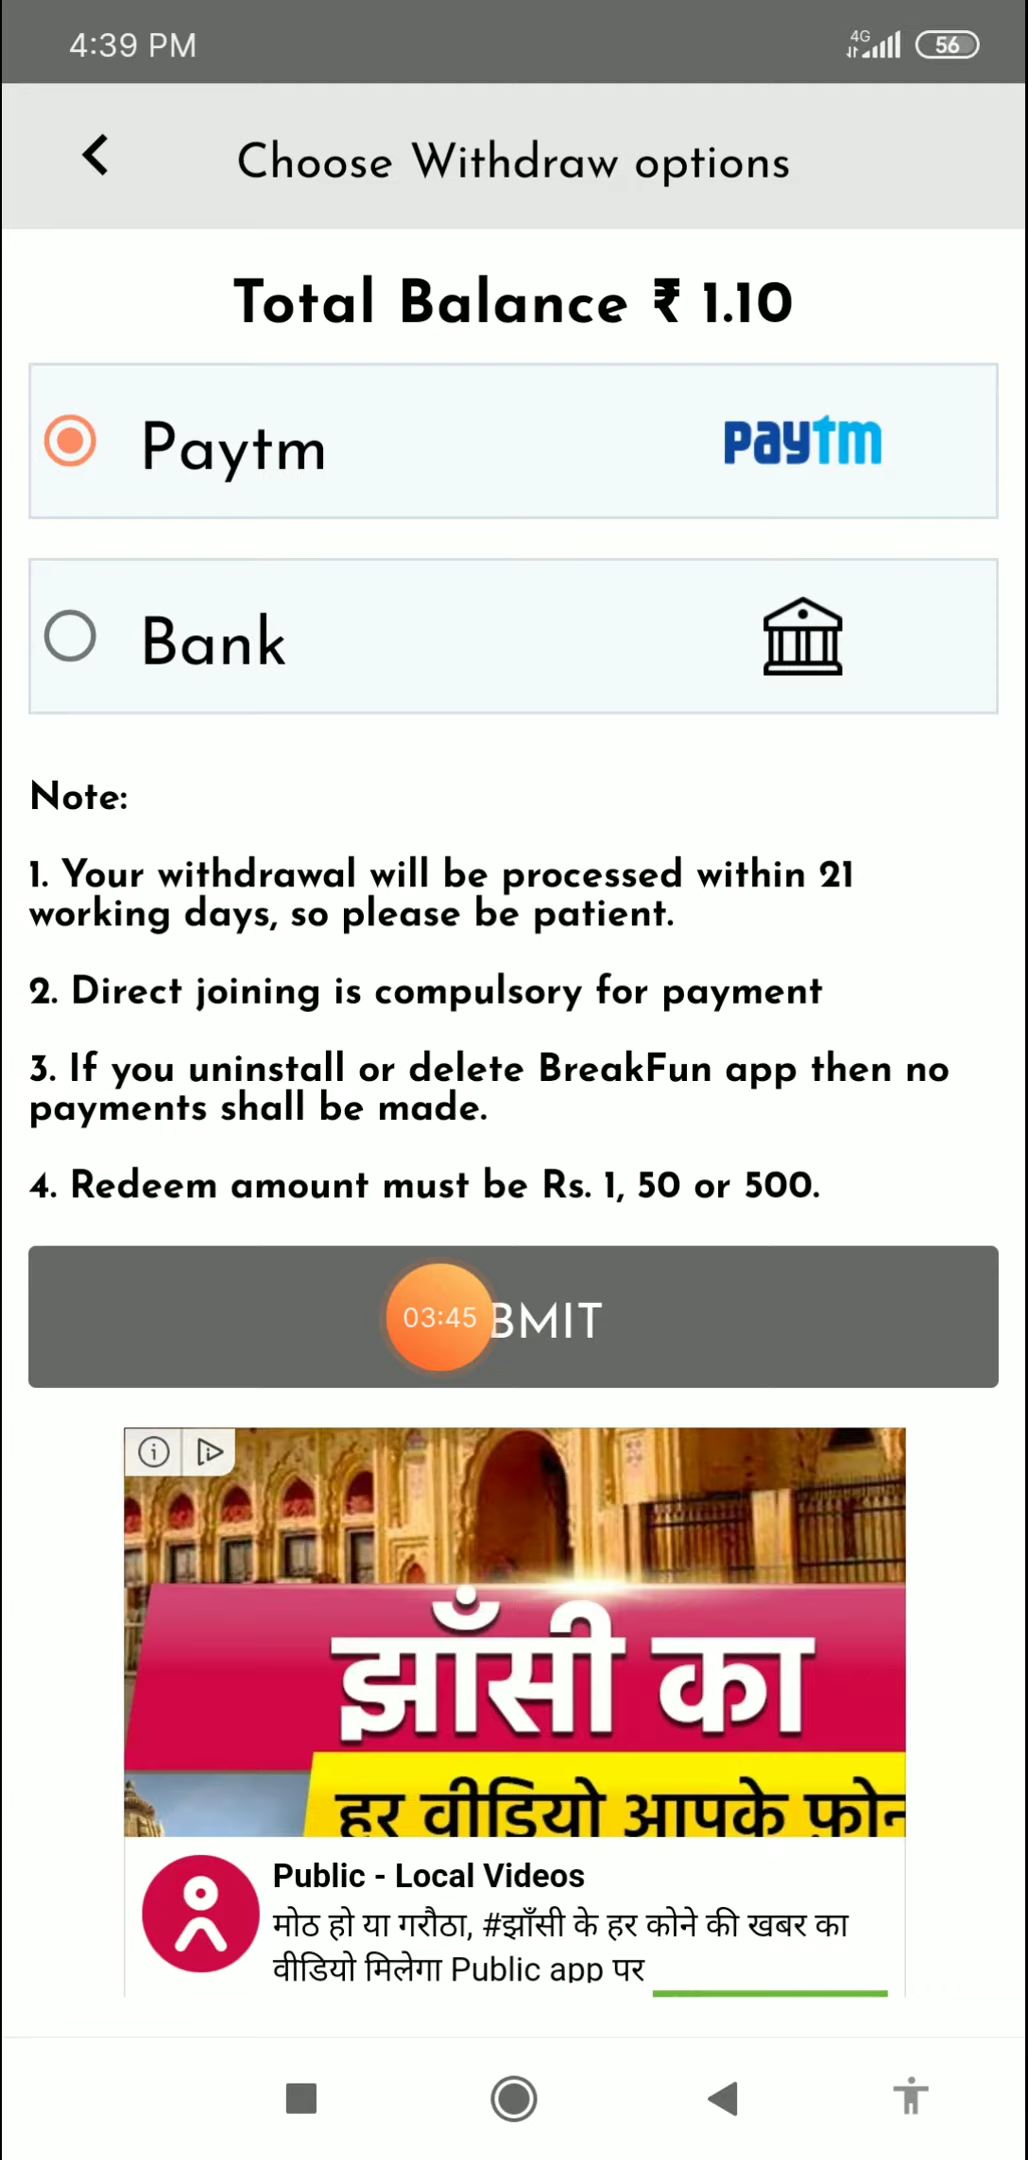 4:39 PM
4G
56
Choose Withdraw options
Total Balance ₹ 1.10
Paytm
paytm
Bank
Note:
1. Your withdrawal will be processed within 21
working days, so please be patient.
2. Direct joining is compulsory for payment
3. If you uninstall or delete BreakFun app then no
payments shall be made.
4. Redeem amount must be Rs. 1, 50 or 500.
03:45
BMIT
झाँसी का
हर वीडियो आपके फ़ोन
Public - Local Videos
मोठ हो या गरौठा, #झाँसी के हर कोने की खबर का
वीडियो मिलेगा Public app पर